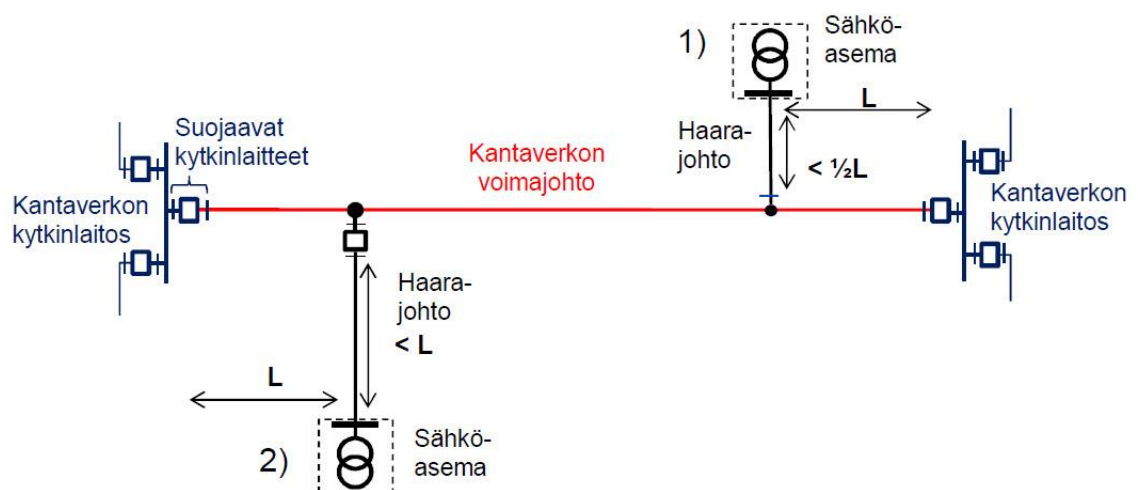 1)
Sähkö-
asema
L
Suojaavat
kytkinlaitteet
Haara-
johto
< ½L
Kantaverkon
voimajohto
Kantaverkon
kytkinlaitos
Kantaverkon
kytkinlaitos
Haara-
johto
< L
L
2)
Sähkö-
asema